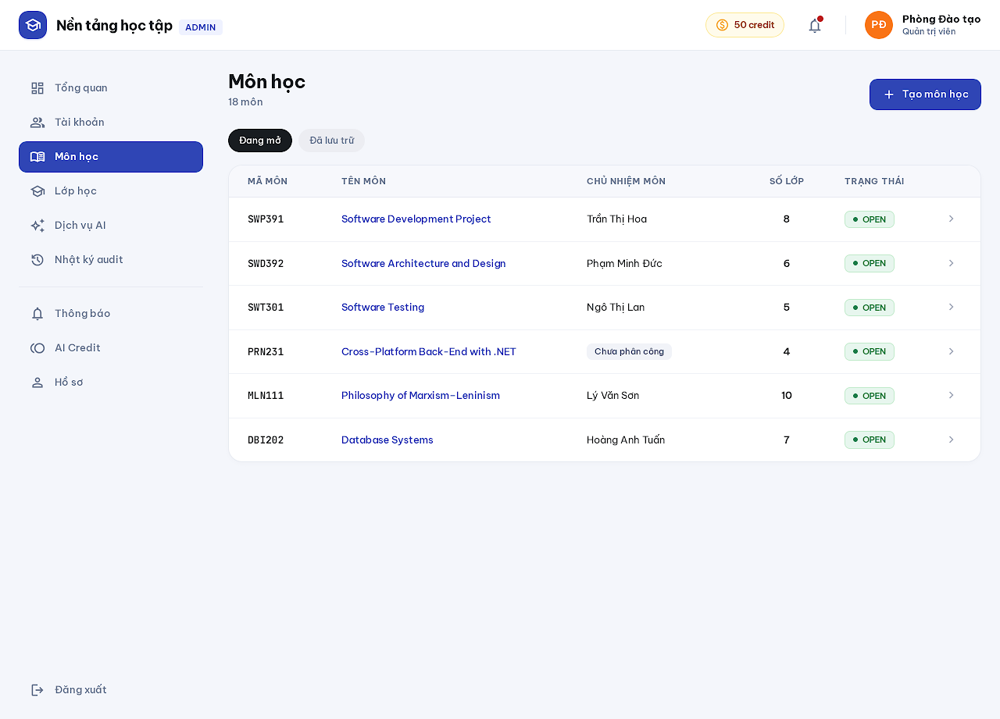 Nền tảng học tập ADMIN
50 credit
PĐ
Phòng Đào tạo
Quản trị viên
Tổng quan
Tài khoản
Môn học
Lớp học
Dịch vụ AI
Nhật ký audit
Thông báo
AI Credit
Hồ sơ
Đăng xuất
Môn học
18 môn
Tạo môn học
Đang mở Đã lưu trữ
MÃ MÔN TÊN MÔN CHỦ NHIỆM MÔN SỐ LỚP TRẠNG THÁI
SWP391 Software Development Project Trần Thị Hoa 8 OPEN
SWD392 Software Architecture and Design Phạm Minh Đức 6 OPEN
SWT301 Software Testing Ngô Thị Lan 5 OPEN
PRN231 Cross-Platform Back-End with .NET Chưa phân công 4 OPEN
MLN111 Philosophy of Marxism–Leninism Lý Văn Sơn 10 OPEN
DBI202 Database Systems Hoàng Anh Tuấn 7 OPEN